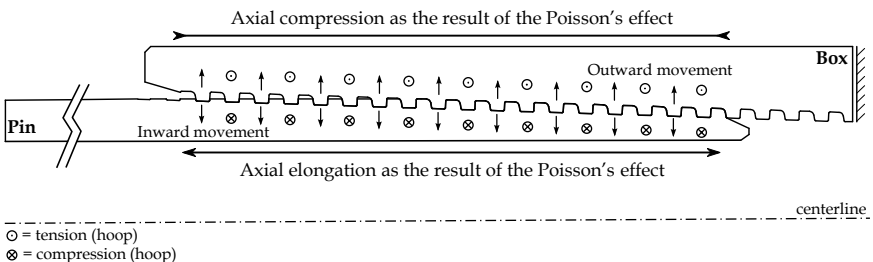 Axial compression as the result of the Poisson's effect
Box
Outward movement
Pin
Inward movement
Axial elongation as the result of the Poisson's effect
centerline
⊙ = tension (hoop)
⊗ = compression (hoop)